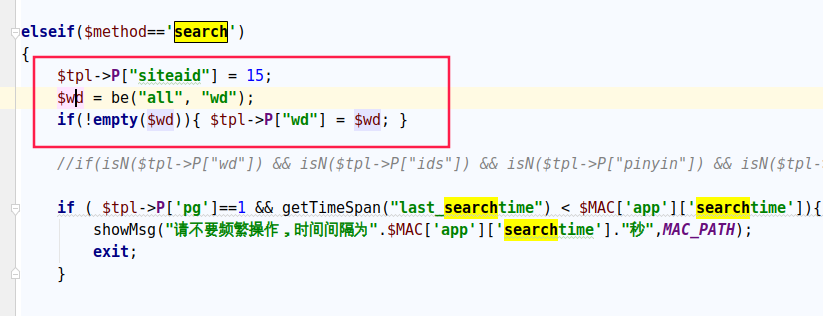 elseif($method=='search')
{
$tpl->P["siteaid"] = 15;
$wd = be("all", "wd");
if(!empty($wd)){ $tpl->P["wd"] = $wd; }
//if(isN($tpl->P["wd"]) && isN($tpl->P["ids"]) && isN($tpl->P["pinyin"]) && isN($tpl->
if ( $tpl->P['pg']==1 && getTimeSpan("last_searchtime") < $MAC['app']['searchtime']){
showMsg("请不要频繁操作，时间间隔为".$MAC['app']['searchtime']."秒",MAC_PATH);
exit;
}